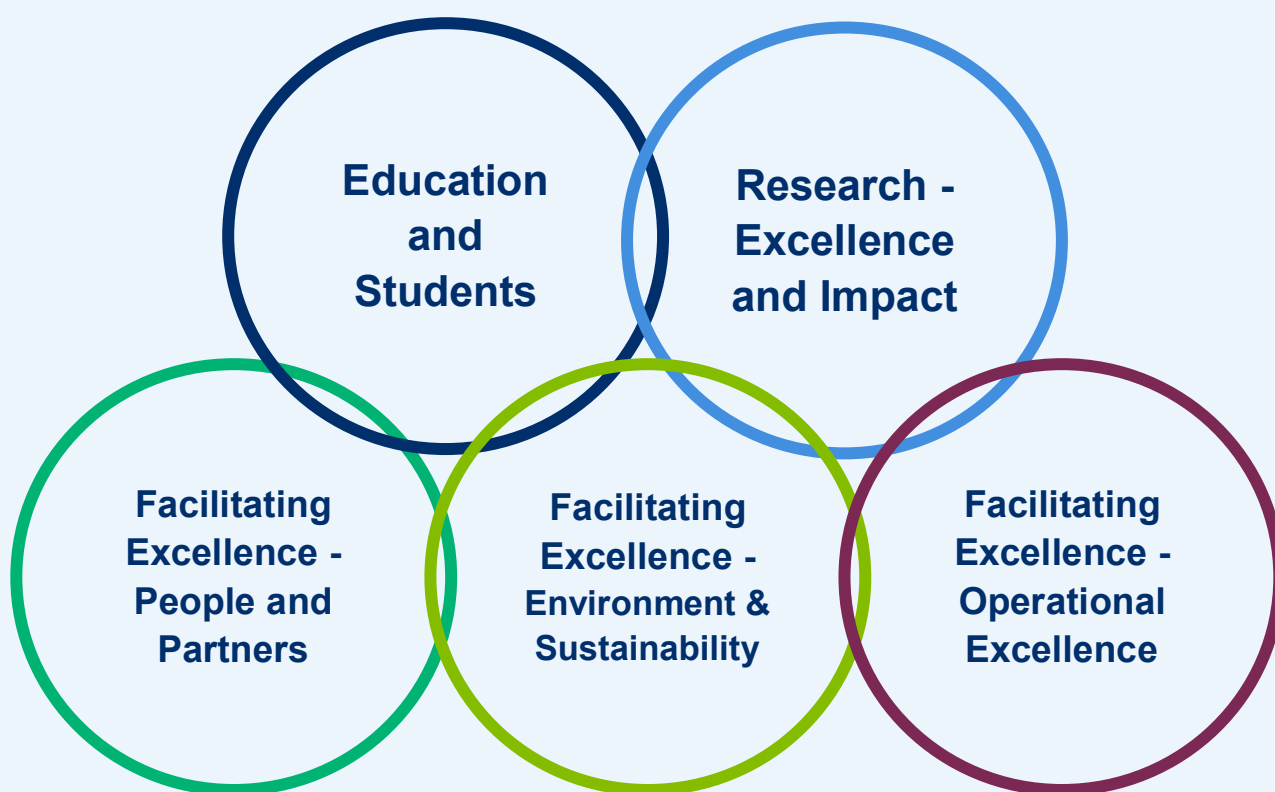 Education
and
Students
Research -
Excellence
and Impact
Facilitating
Excellence -
People and
Partners
Facilitating
Excellence -
Environment &
Sustainability
Facilitating
Excellence -
Operational
Excellence